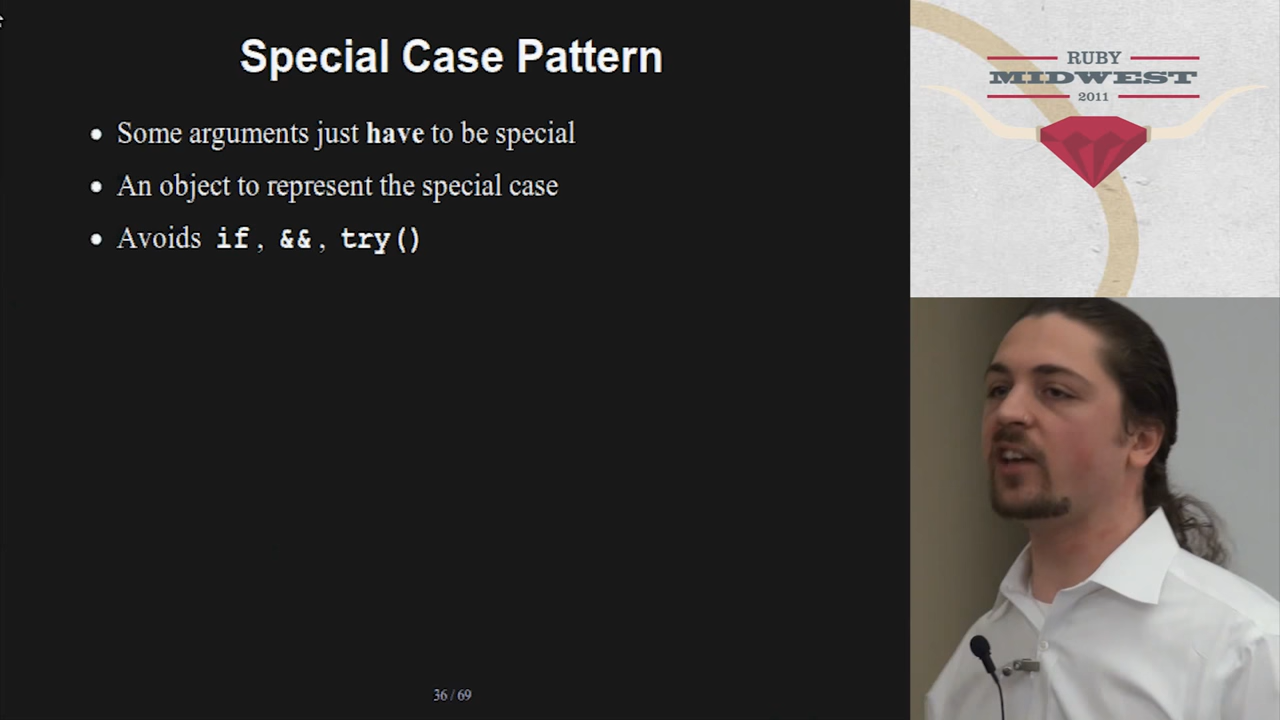 Special Case Pattern
• Some arguments just have to be special
• An object to represent the special case
• Avoids if, &&, try()
36 / 69
RUBY
MIDWEST
2011